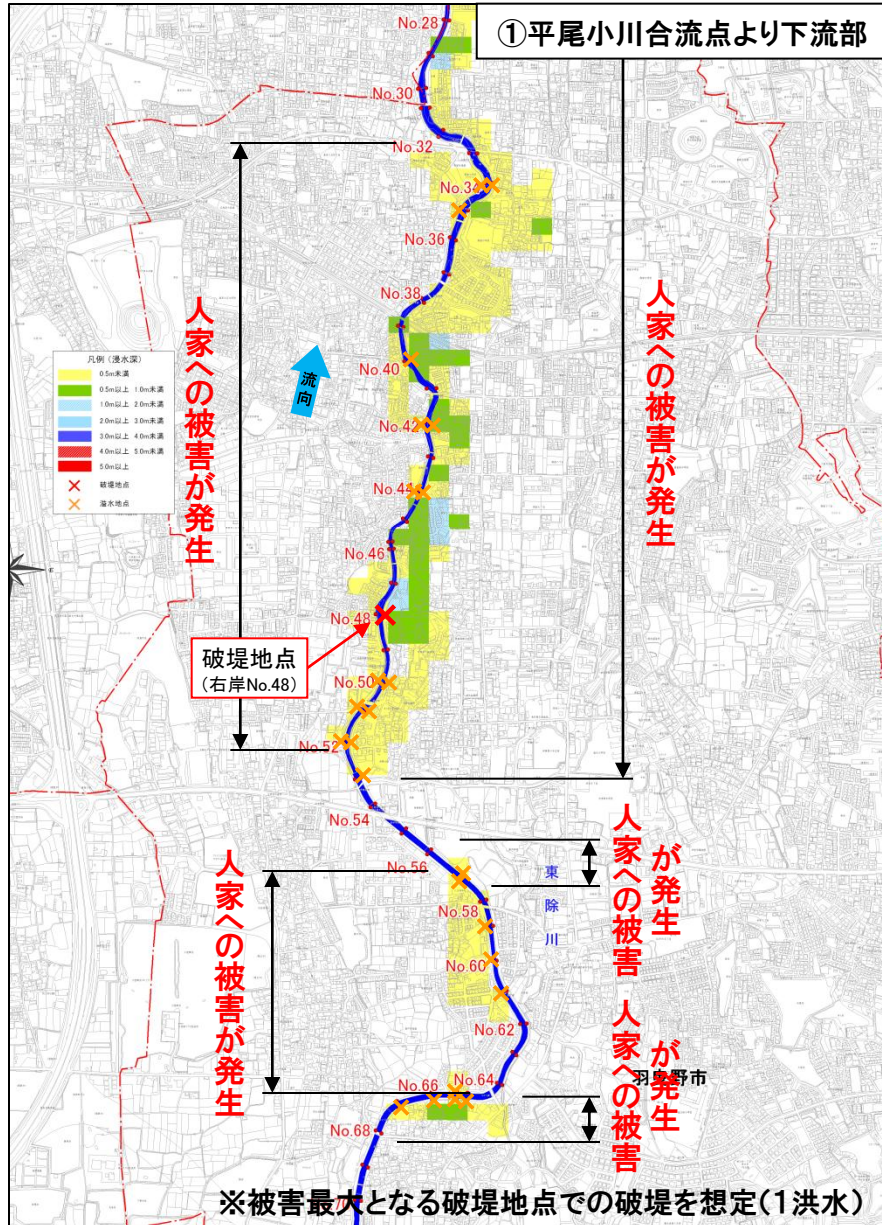 ①平尾小川合流点より下流部
No.28
No.30
No.32
No.34
No.36
No.38
No.40
No.42
No.44
No.46
No.48
No.50
No.52
No.54
No.56
No.58
No.60
No.62
No.64
No.66
No.68
人家への被害が発生
人家への被害が発生
流向
凡例（浸水深）
0.5m未満
0.5m以上 1.0m未満
1.0m以上 2.0m未満
2.0m以上 3.0m未満
3.0m以上 4.0m未満
4.0m以上 5.0m未満
5.0m以上
破堤地点
溢水地点
破堤地点
（右岸No.48）
人家への被害が発生
人家への被害
が発生
東除川
人家への被害
が発生
羽曳野市
※被害最大となる破堤地点での破堤を想定（1洪水）